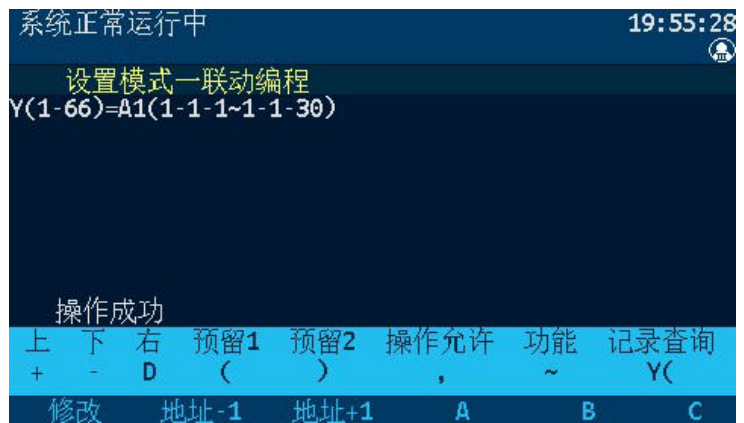 系统正常运行中 19:55:28
设置模式—联动编程
Y(1-66)=A1(1-1-1~1-1-30)
操作成功
上 下 右 预留1 预留2 操作允许 功能 记录查询
+ - D ( ) , ~ Y(
修改 地址-1 地址+1 A B C